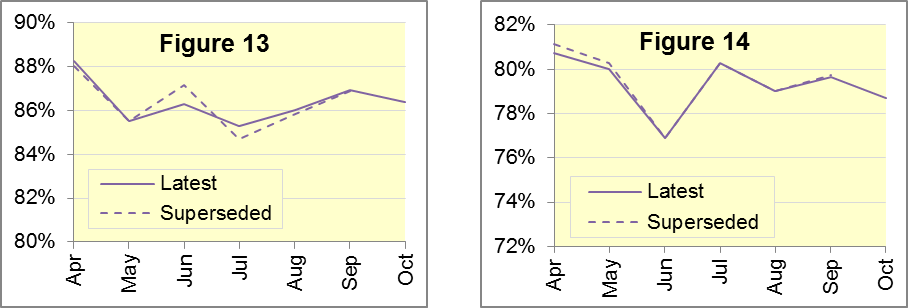 Figure 13
90%
88%
86%
84%
82%
80%
Latest
Superseded
Apr
May
Jun
Jul
Aug
Sep
Oct
Figure 14
82%
80%
78%
76%
74%
72%
Latest
Superseded
Apr
May
Jun
Jul
Aug
Sep
Oct